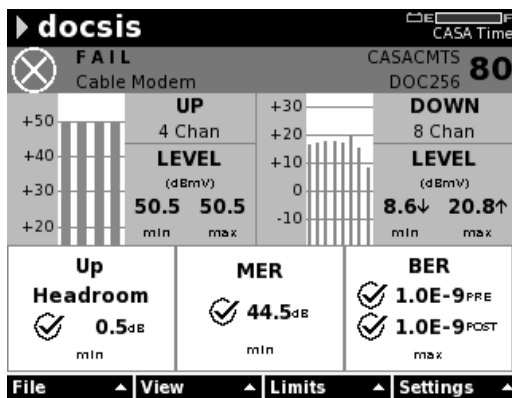 docsis
E F
CASA Time
FAIL
Cable Modem
CASACMTS
DOC256
80
UP
4 Chan
LEVEL
(dBmV)
50.5 50.5
min max
+50
+40
+30
+20
DOWN
8 Chan
LEVEL
(dBmV)
8.6↓ 20.8↑
min max
+30
+20
+10
0
-10
Up
Headroom
0.5dB
min
MER
44.5dB
min
BER
1.0E-9PRE
1.0E-9POST
max
File View Limits Settings